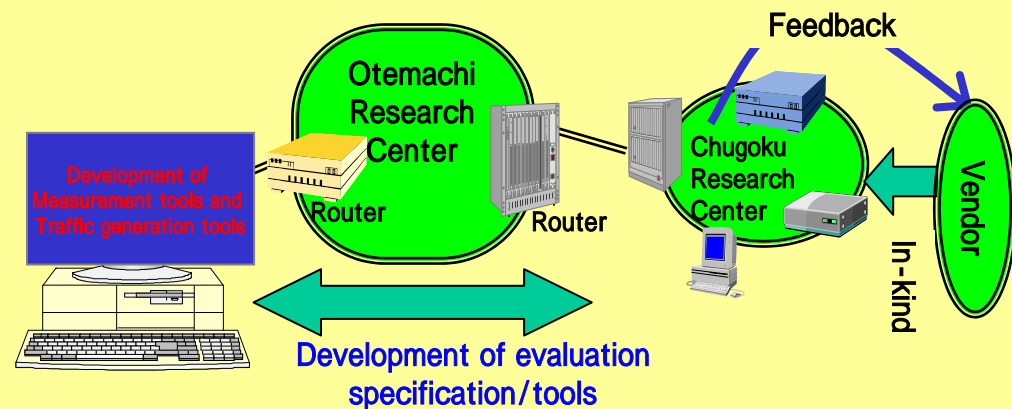 Feedback
Otemachi
Research
Center
Development of
Measurement tools and
Traffic generation tools
Router
Router
Chugoku
Research
Center
Vendor
In-kind
Development of evaluation
specification/tools